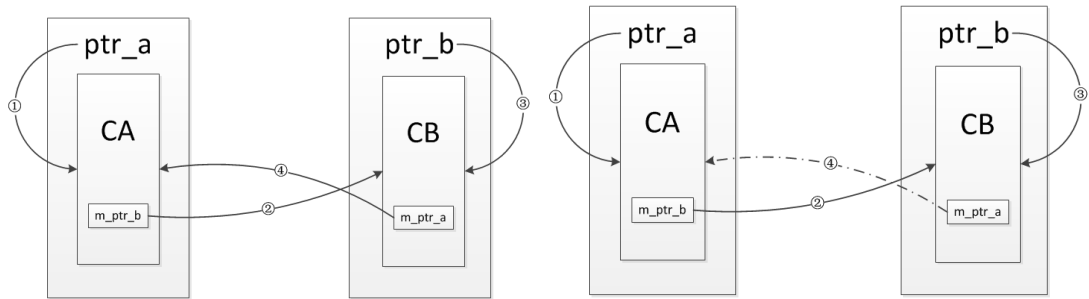 ptr_a
①
CA
m_ptr_b
②
④
ptr_b
③
CB
m_ptr_a
ptr_a
①
CA
m_ptr_b
②
④
ptr_b
③
CB
m_ptr_a